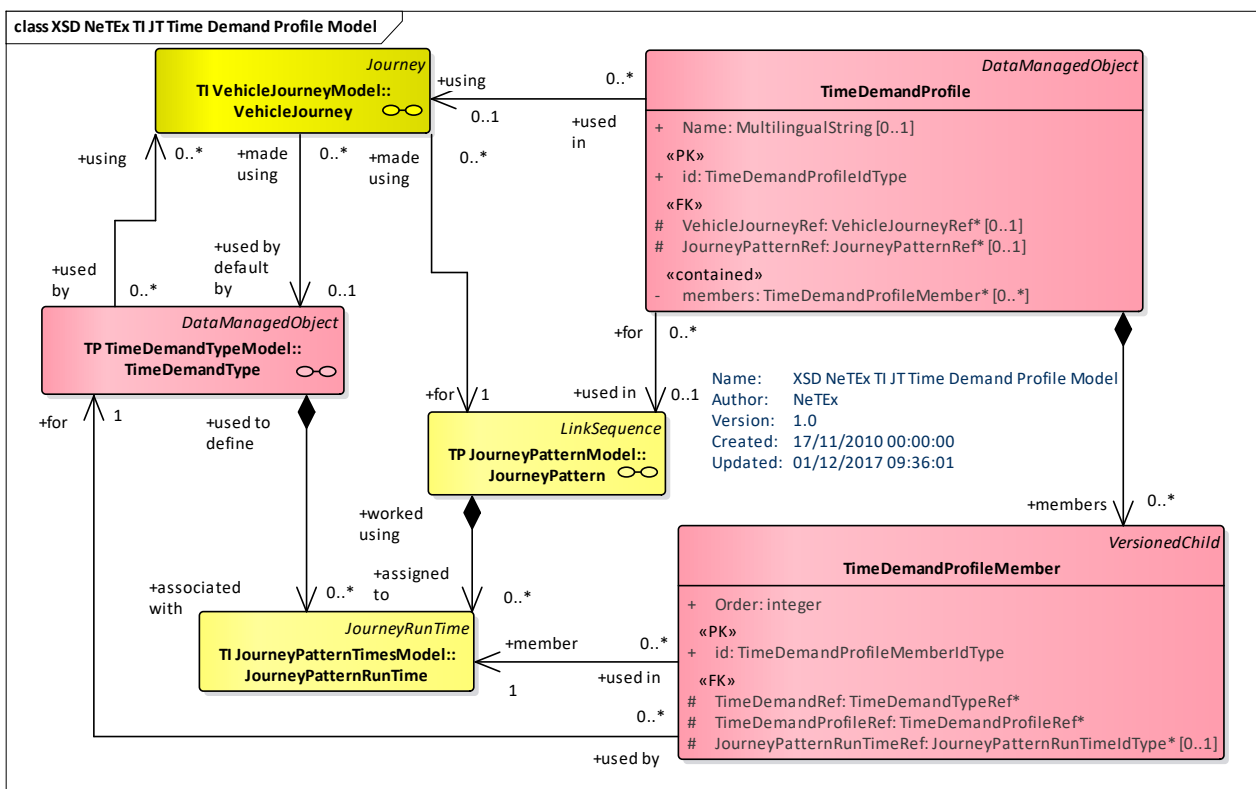 class XSD NeTEx TI JT Time Demand Profile Model
Journey
TI VehicleJourneyModel::
VehicleJourney
+using
0..*
0..1
+used
in
DataManagedObject
TimeDemandProfile
+ Name: MultilingualString [0..1]
«PK»
+ id: TimeDemandProfileIdType
«FK»
# VehicleJourneyRef: VehicleJourneyRef* [0..1]
# JourneyPatternRef: JourneyPatternRef* [0..1]
«contained»
- members: TimeDemandProfileMember* [0..*]
+using
0..*
+made
using
0..*
+made
using
0..*
+used
by
0..*
+used by
default
by
0..1
DataManagedObject
TP TimeDemandTypeModel::
TimeDemandType
+for
0..*
+used in
0..1
+for
1
Name: XSD NeTEx TI JT Time Demand Profile Model
Author: NeTEx
Version: 1.0
Created: 17/11/2010 00:00:00
Updated: 01/12/2017 09:36:01
+for
1
+used to
define
LinkSequence
TP JourneyPatternModel::
JourneyPattern
+worked
using
+members
0..*
+associated
with
0..*
+assigned
to
0..*
JourneyRunTime
TI JourneyPatternTimesModel::
JourneyPatternRunTime
+member
0..*
1
+used in
0..*
+used by
VersionedChild
TimeDemandProfileMember
+ Order: integer
«PK»
+ id: TimeDemandProfileMemberIdType
«FK»
# TimeDemandRef: TimeDemandTypeRef*
# TimeDemandProfileRef: TimeDemandProfileRef*
# JourneyPatternRunTimeRef: JourneyPatternRunTimeIdType* [0..1]